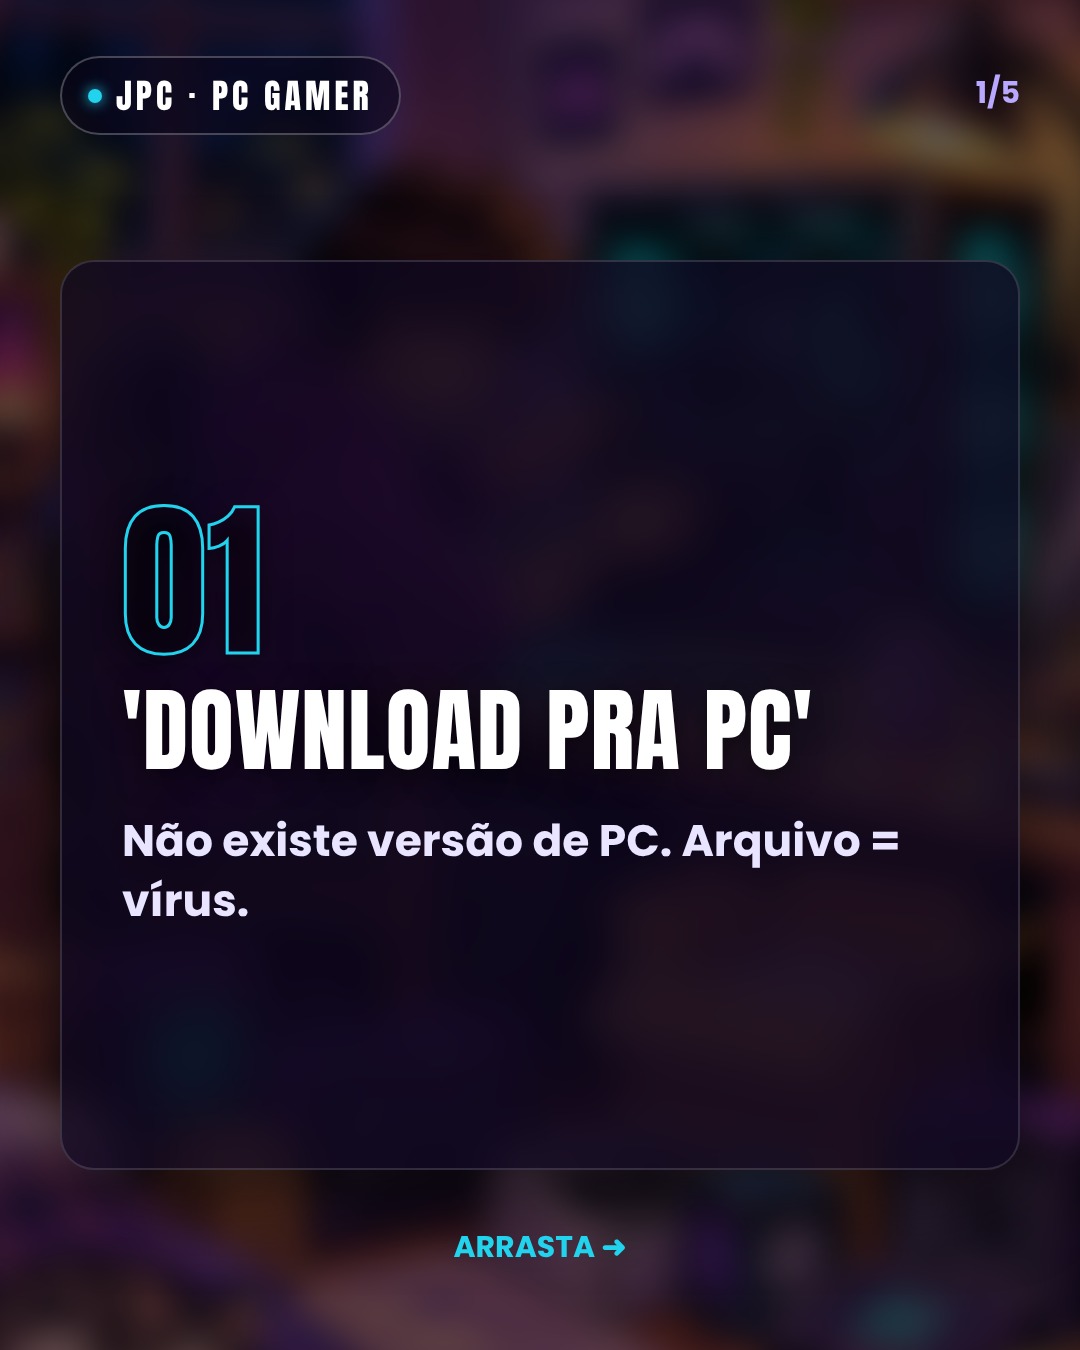 JPC · PC GAMER
1/5
01
'DOWNLOAD PRA PC'
Não existe versão de PC. Arquivo =
vírus.
ARRASTA ➜